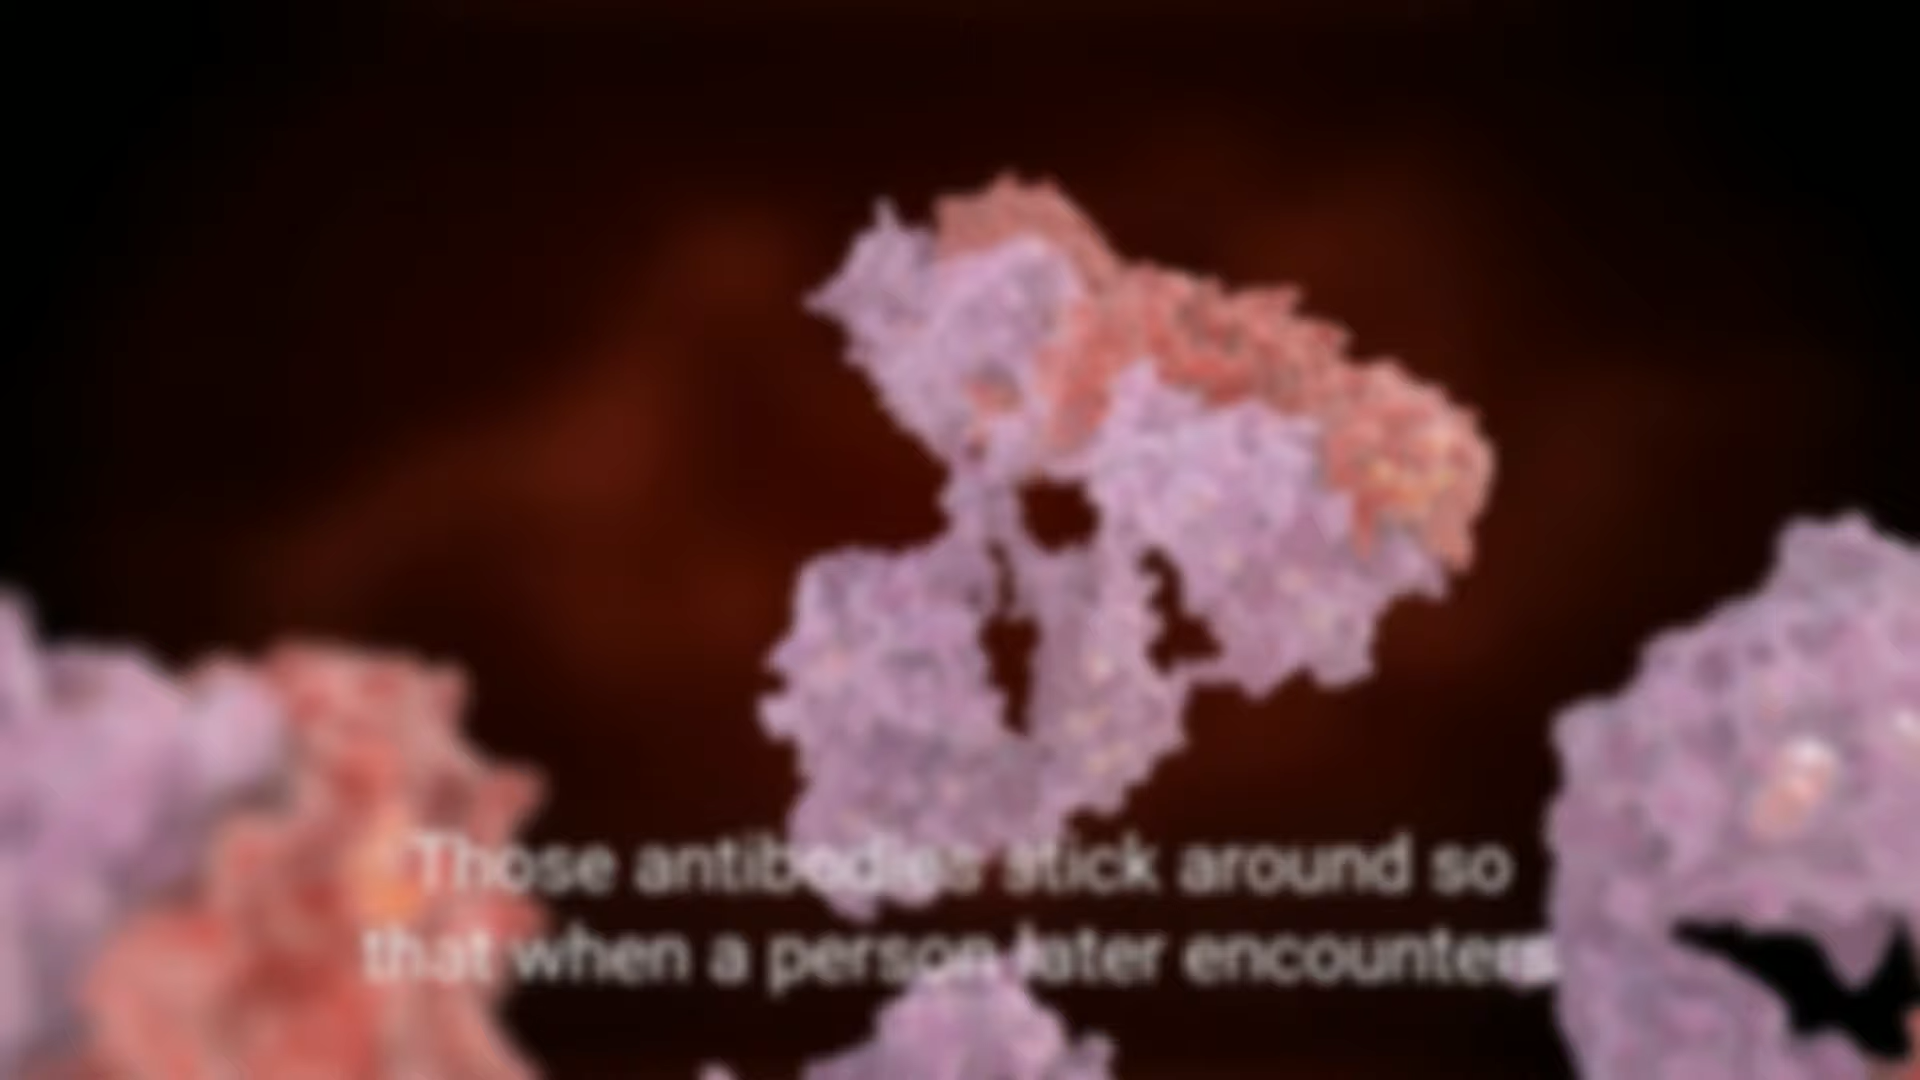 Those antibodies stick around so
that when a person later encounters